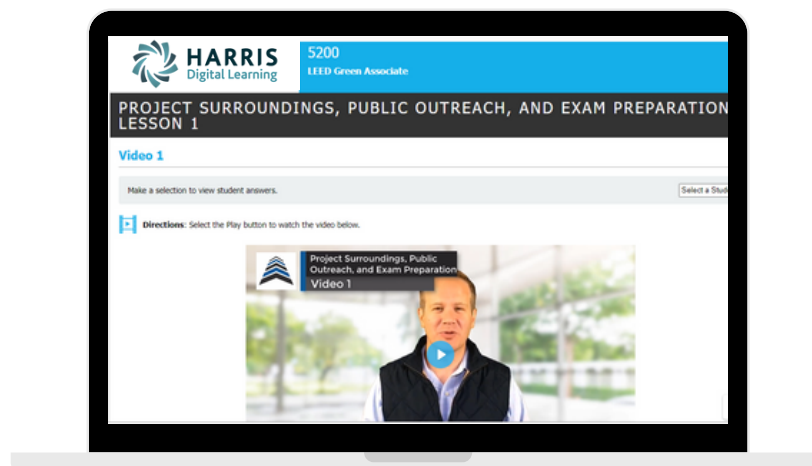 HARRIS
Digital Learning
5200
LEED Green Associate
PROJECT SURROUNDINGS, PUBLIC OUTREACH, AND EXAM PREPARATION
LESSON 1
Video 1
Make a selection to view student answers.
Select a Stud
Directions: Select the Play button to watch the video below.
Project Surroundings, Public
Outreach, and Exam Preparation
Video 1